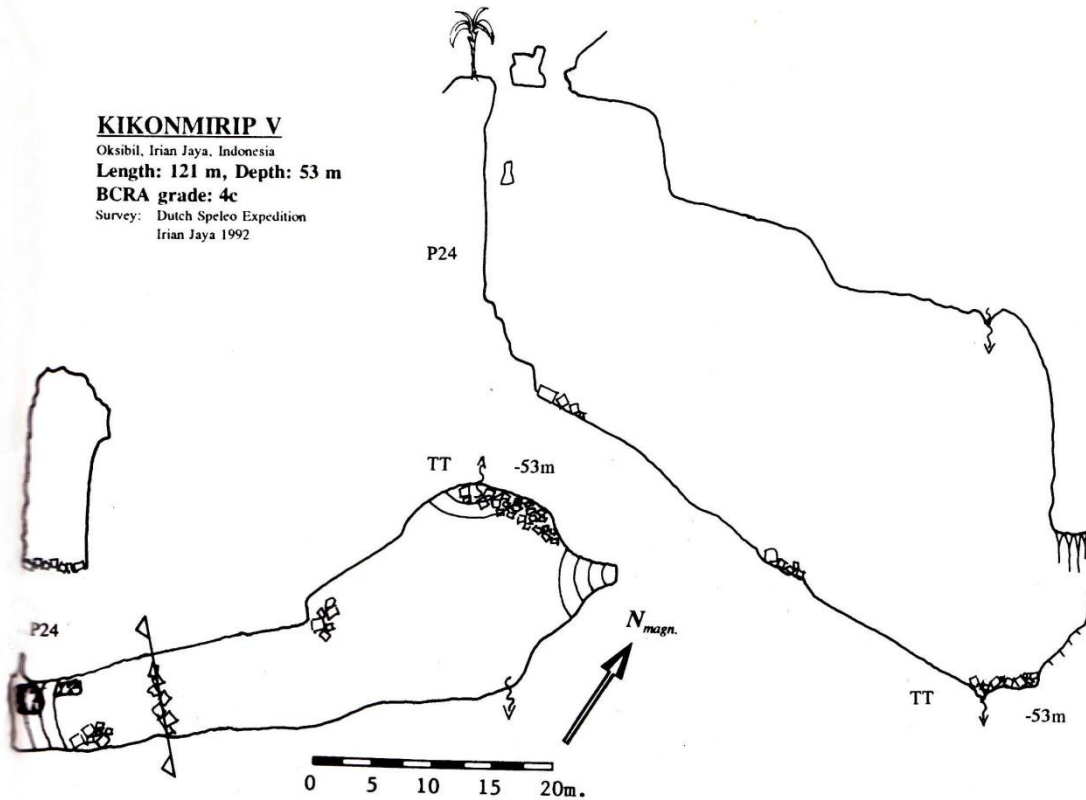 KIKONMIRIP V
Oksibil, Irian Jaya, Indonesia
Length: 121 m, Depth: 53 m
BCRA grade: 4c
Survey: Dutch Speleo Expedition
Irian Jaya 1992
P24
TT -53m
P24
N magn.
TT
-53m
0 5 10 15 20m.